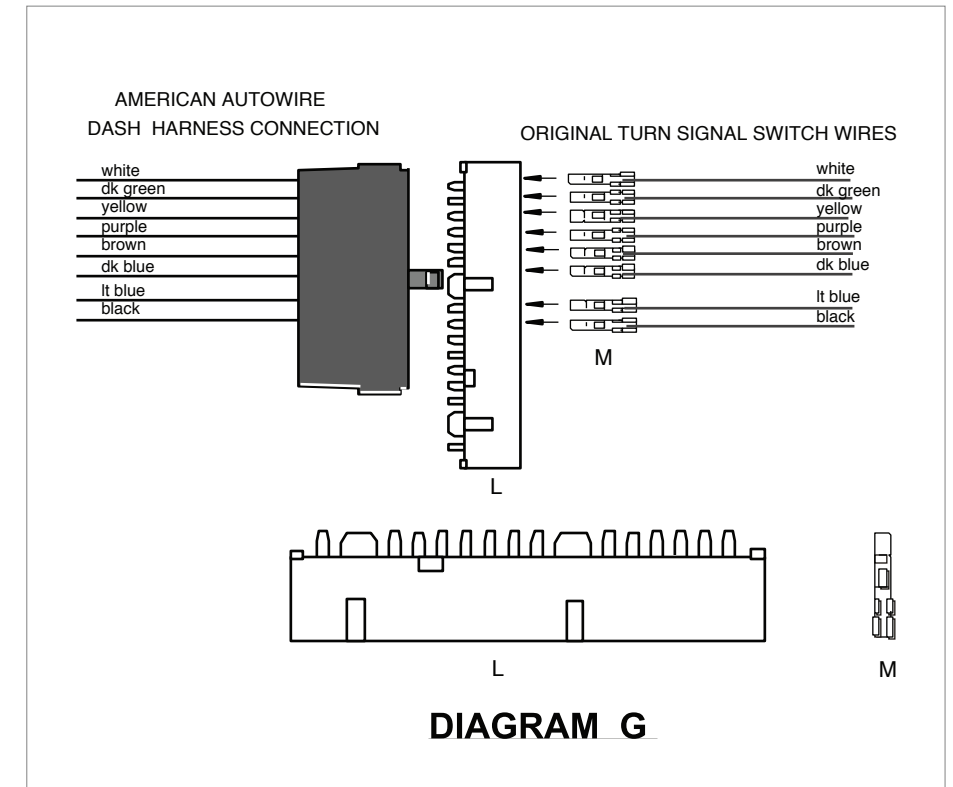 AMERICAN AUTOWIRE
DASH HARNESS CONNECTION
white
dk green
yellow
purple
brown
dk blue
lt blue
black
ORIGINAL TURN SIGNAL SWITCH WIRES
white
dk green
yellow
purple
brown
dk blue
lt blue
black
M
L
L
M
DIAGRAM G